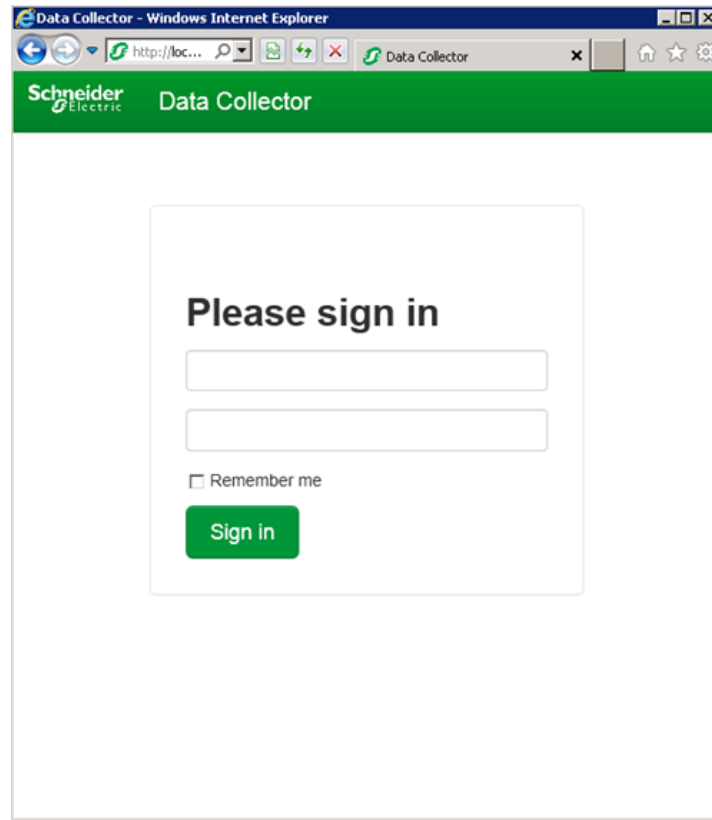 Data Collector - Windows Internet Explorer
http://loc... Data Collector
Schneider Electric Data Collector
Please sign in
Remember me
Sign in